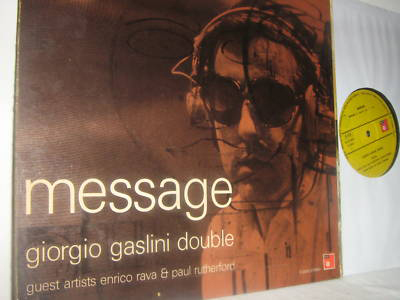 message
giorgio gaslini double
guest artists enrico rava & paul rutherford